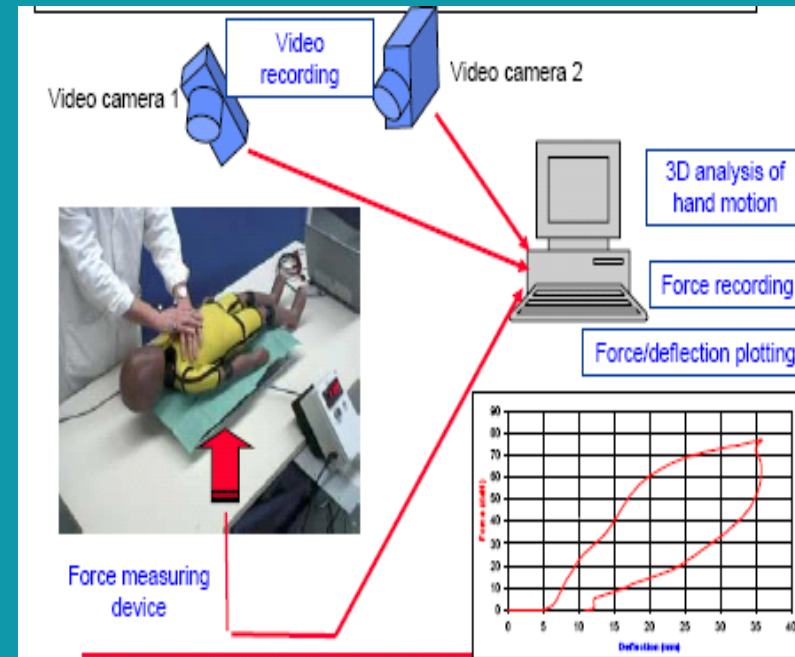 Video
recording
Video camera 1
Video camera 2
3D analysis of
hand motion
Force recording
Force/deflection plotting
Force measuring
device
90
80
70
60
50
40
30
20
10
0
0 5 10 15 20 25 30 35 40
Deflection (mm)